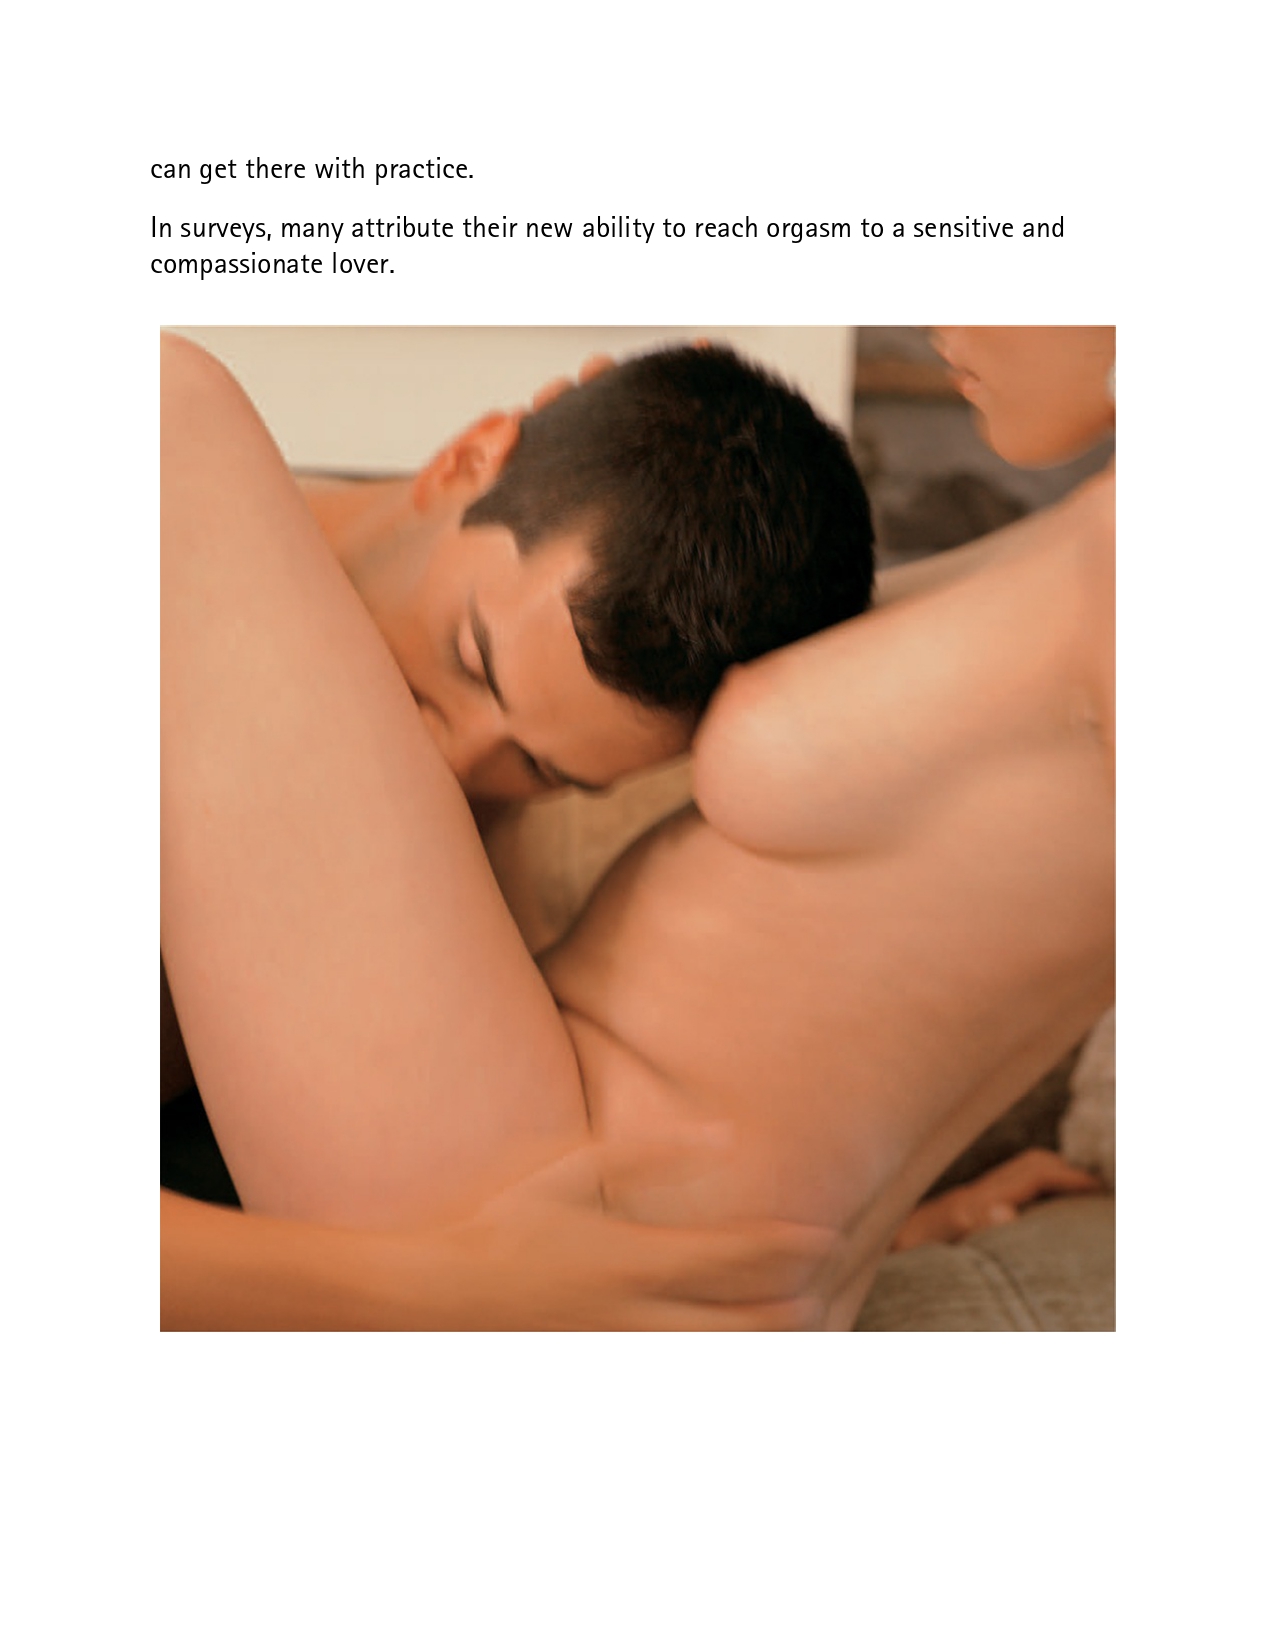 can get there with practice.
In surveys, many attribute their new ability to reach orgasm to a sensitive and
compassionate lover.